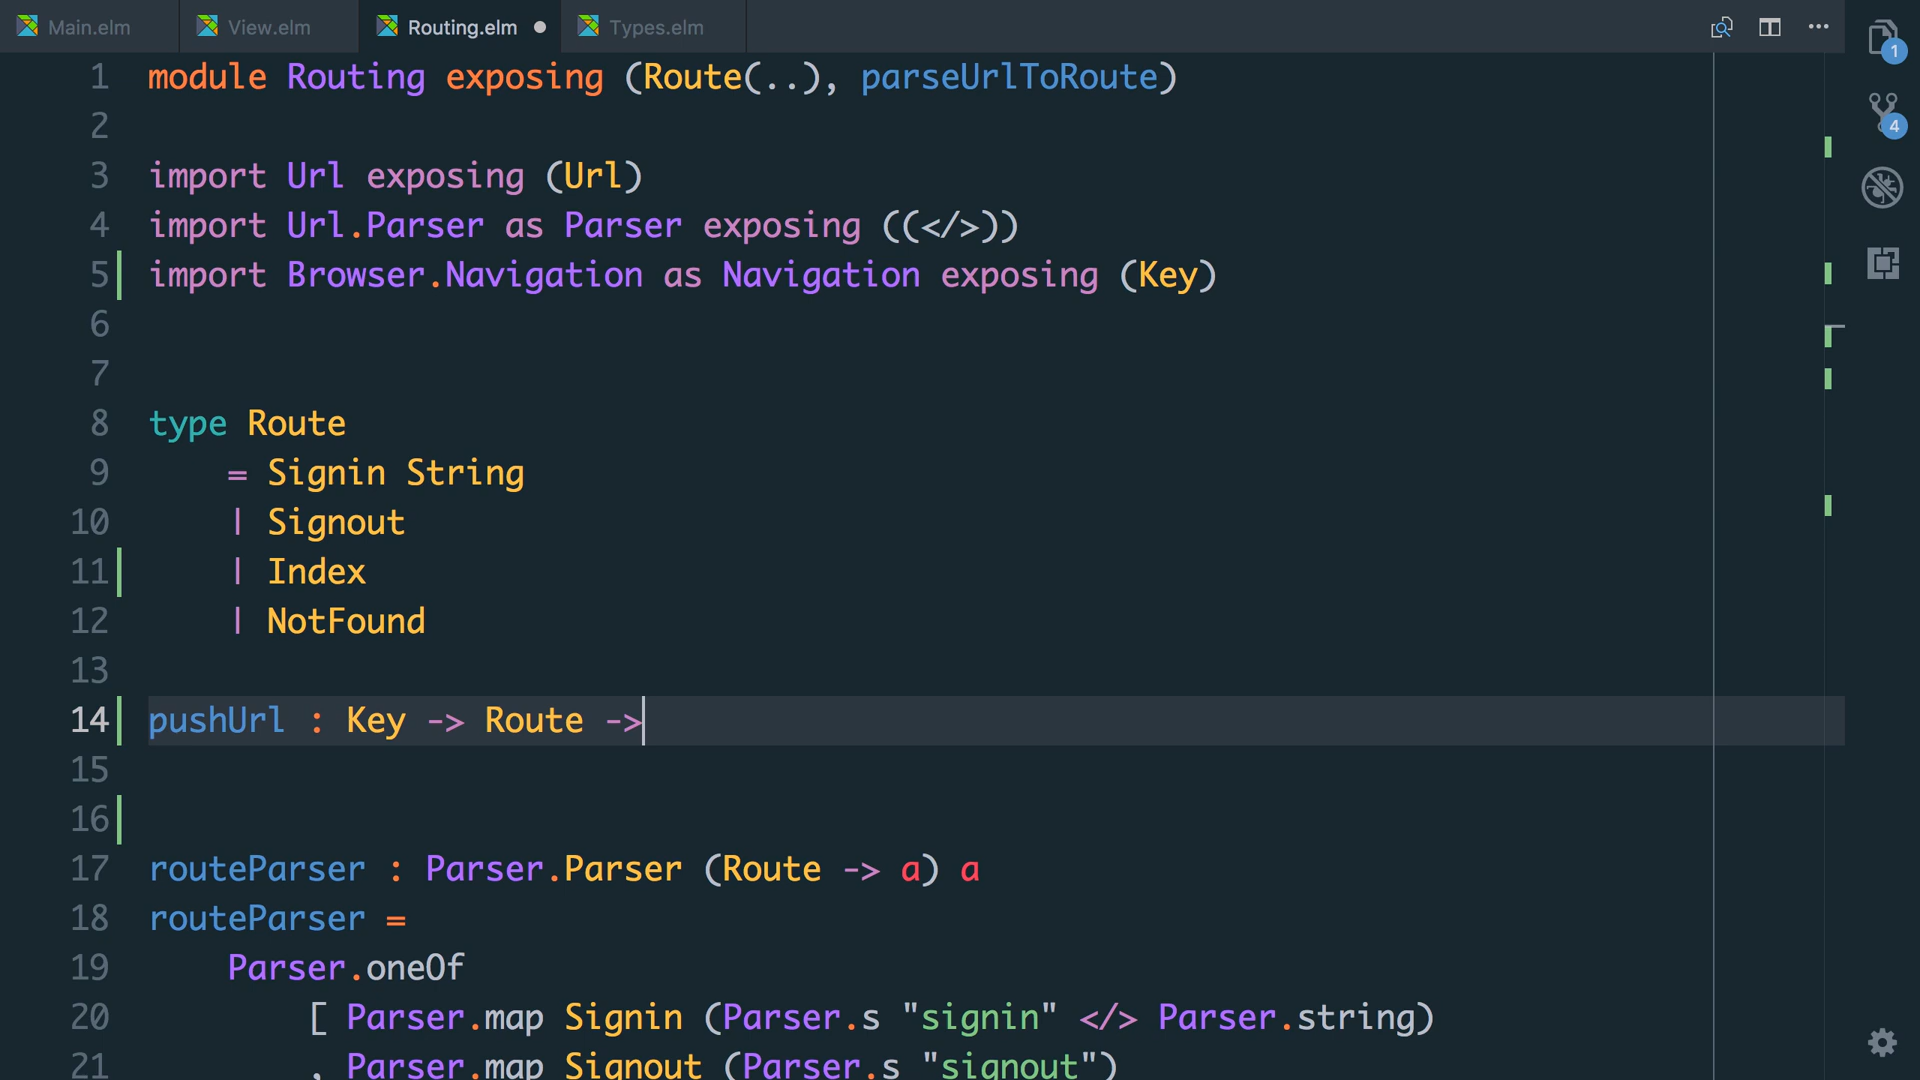 Main.elm View.elm Routing.elm Types.elm
1 module Routing exposing (Route(..), parseUrlToRoute)
2
3 import Url exposing (Url)
4 import Url.Parser as Parser exposing ((</>))
5 import Browser.Navigation as Navigation exposing (Key)
6
7
8 type Route
9     = Signin String
10     | Signout
11     | Index
12     | NotFound
13
14 pushUrl : Key -> Route ->
15
16
17 routeParser : Parser.Parser (Route -> a) a
18 routeParser =
19     Parser.oneOf
20         [ Parser.map Signin (Parser.s "signin" </> Parser.string)
21         , Parser.map Signout (Parser.s "signout")
1
4